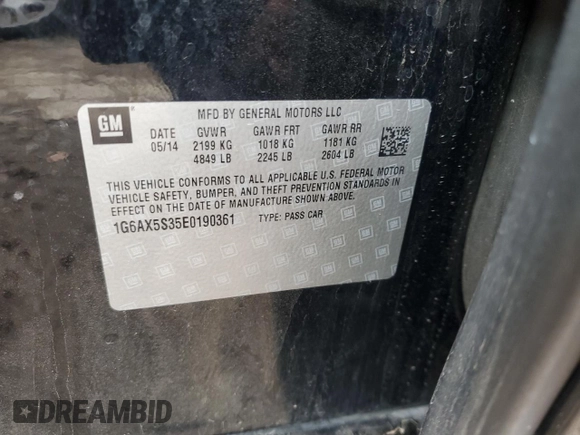 GM
MFD BY GENERAL MOTORS LLC
DATE GVWR GAWR FRT GAWR RR
05/14 2199 KG 1018 KG 1181 KG
4849 LB 2245 LB 2604 LB
THIS VEHICLE CONFORMS TO ALL APPLICABLE U.S. FEDERAL MOTOR
VEHICLE SAFETY, BUMPER, AND THEFT PREVENTION STANDARDS IN
EFFECT ON THE DATE OF MANUFACTURE SHOWN ABOVE.
1G6AX5S35E0190361 TYPE: PASS CAR
DREAMBID